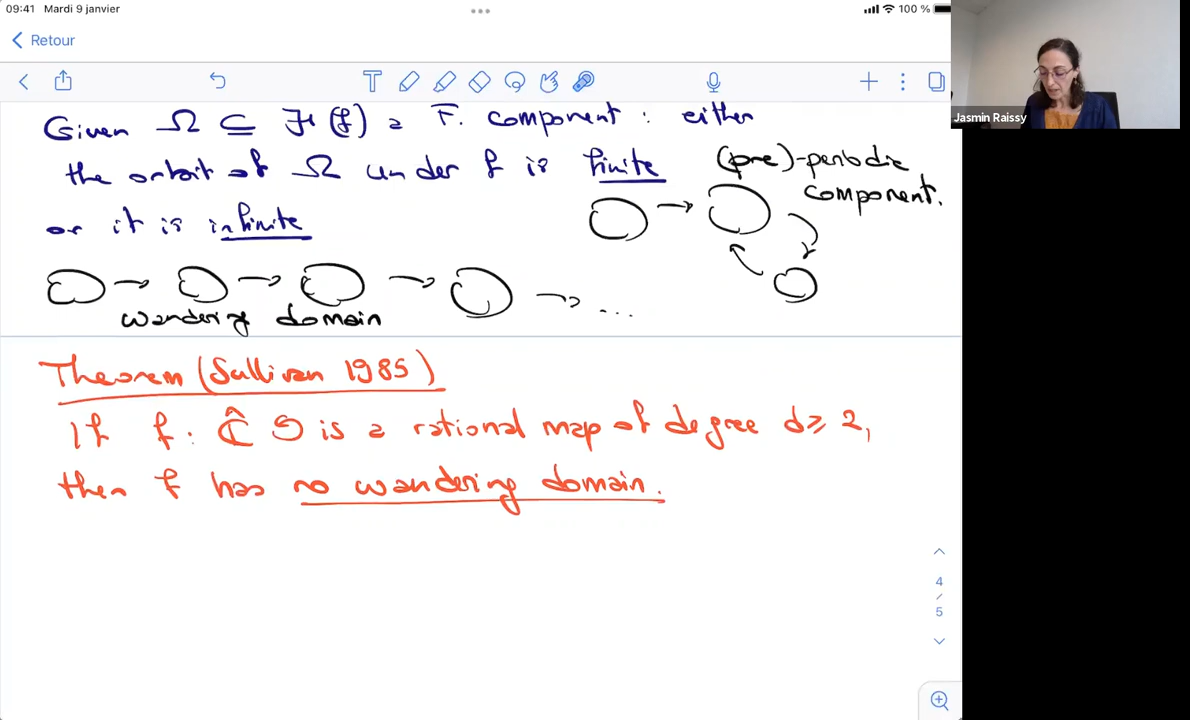 09:41 Mardi 9 janvier
100 %
Retour
Jasmin Raissy
Given Ω ⊆ F(f) a F. component : either
the orbit of Ω under f is finite
(pre)-periodic
component.
or it is infinite
...
wandering domain
Theorem (Sullivan 1985)
If f : Ĉ ↺ is a rational map of degree d ≥ 2,
then f has no wandering domain.
4
/
5